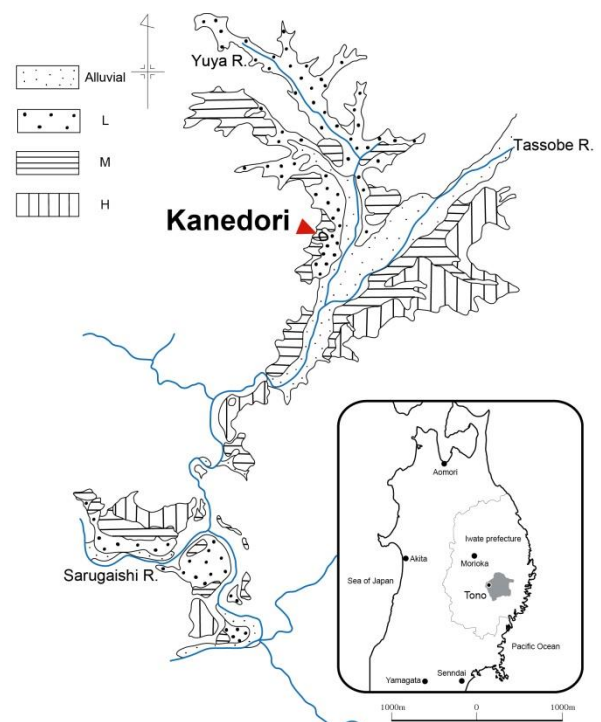 Yuya R.
Alluvial
L
M
H
Tassobe R.
Kanedori
Sarugaishi R.
Aomori
Iwate prefecture
Akita
Morioka
Sea of Japan
Tono
Pacific Ocean
Yamagata
Senndai
1000m 0 1000m